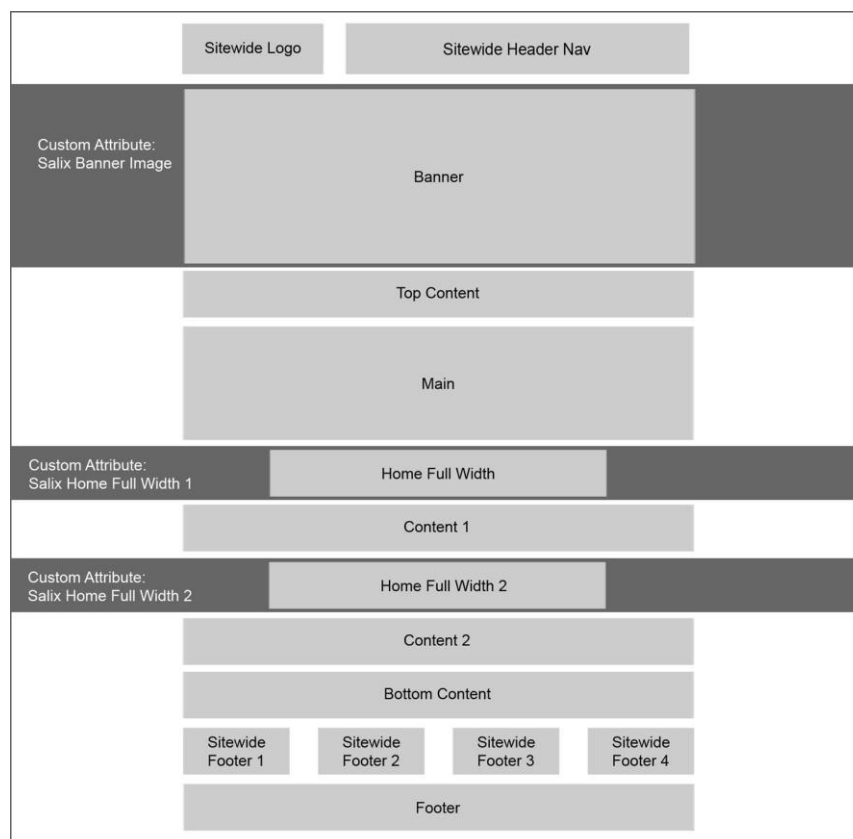 Sitewide Logo
Sitewide Header Nav
Custom Attribute:
Salix Banner Image
Banner
Top Content
Main
Custom Attribute:
Salix Home Full Width 1
Home Full Width
Content 1
Custom Attribute:
Salix Home Full Width 2
Home Full Width 2
Content 2
Bottom Content
Sitewide
Footer 1
Sitewide
Footer 2
Sitewide
Footer 3
Sitewide
Footer 4
Footer